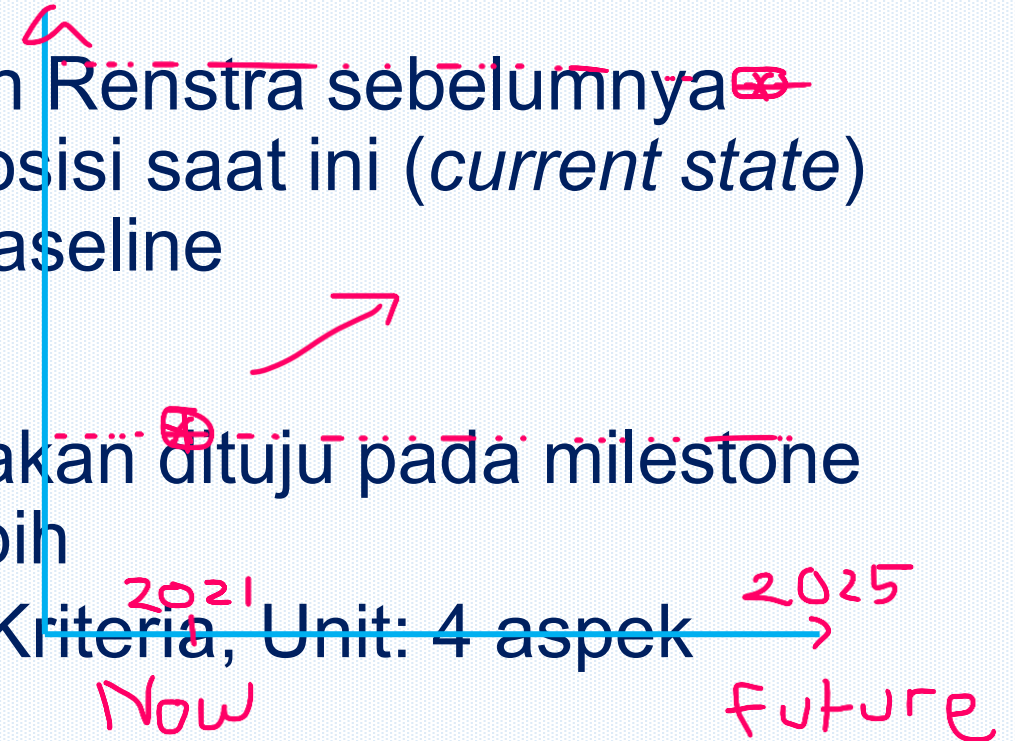 n Renstra sebelumnya
osisi saat ini (current state)
aseline
akan dituju pada milestone
bih
2021 2025
Kriteria, Unit: 4 aspek
Now Future